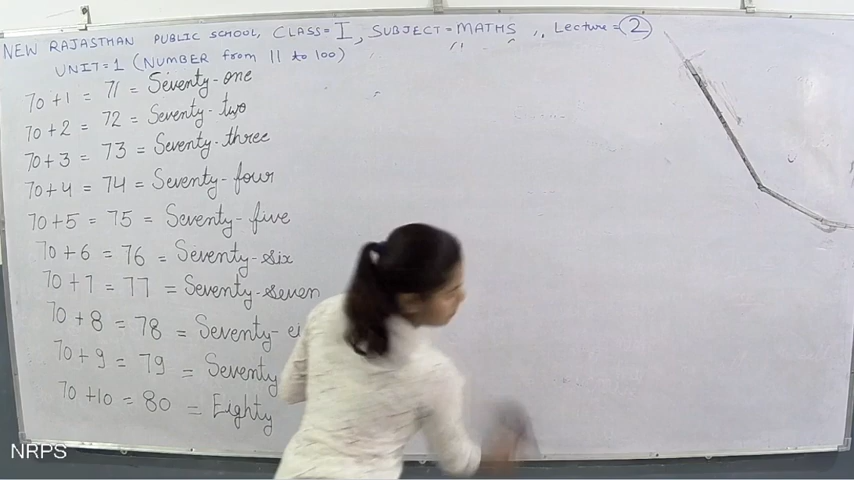 NEW RAJASTHAN PUBLIC SCHOOL, CLASS=I, SUBJECT=MATHS ,, Lecture=2
UNIT=1 (NUMBER from 11 to 100)
70+1 = 71 = Seventy-one
70+2 = 72 = Seventy-two
70+3 = 73 = Seventy-three
70+4 = 74 = Seventy-four
70+5 = 75 = Seventy-five
70+6 = 76 = Seventy-six
70+7 = 77 = Seventy-seven
70+8 = 78 = Seventy-ei
70+9 = 79 = Seventy
70+10 = 80 = Eighty
NRPS